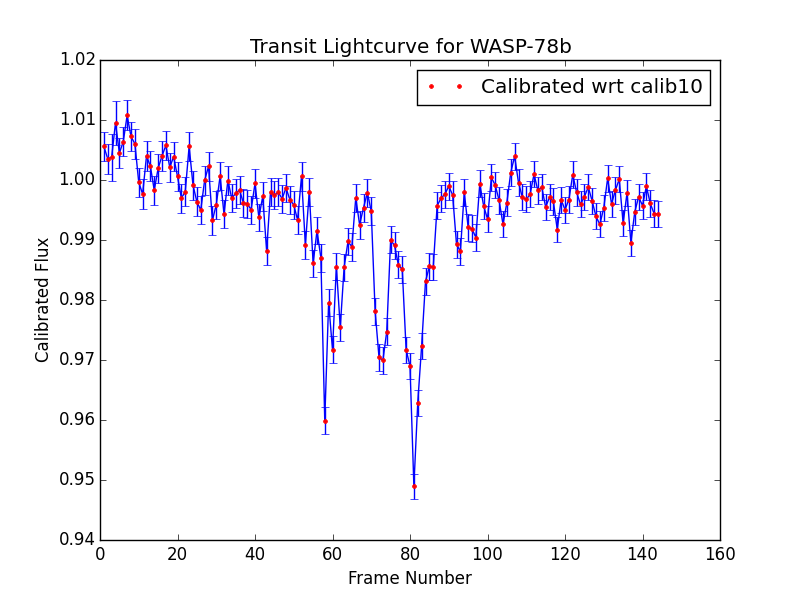 Transit Lightcurve for WASP-78b
Calibrated wrt calib10
1.02
1.01
1.00
0.99
0.98
0.97
0.96
0.95
0.94
Calibrated Flux
0 20 40 60 80 100 120 140 160
Frame Number